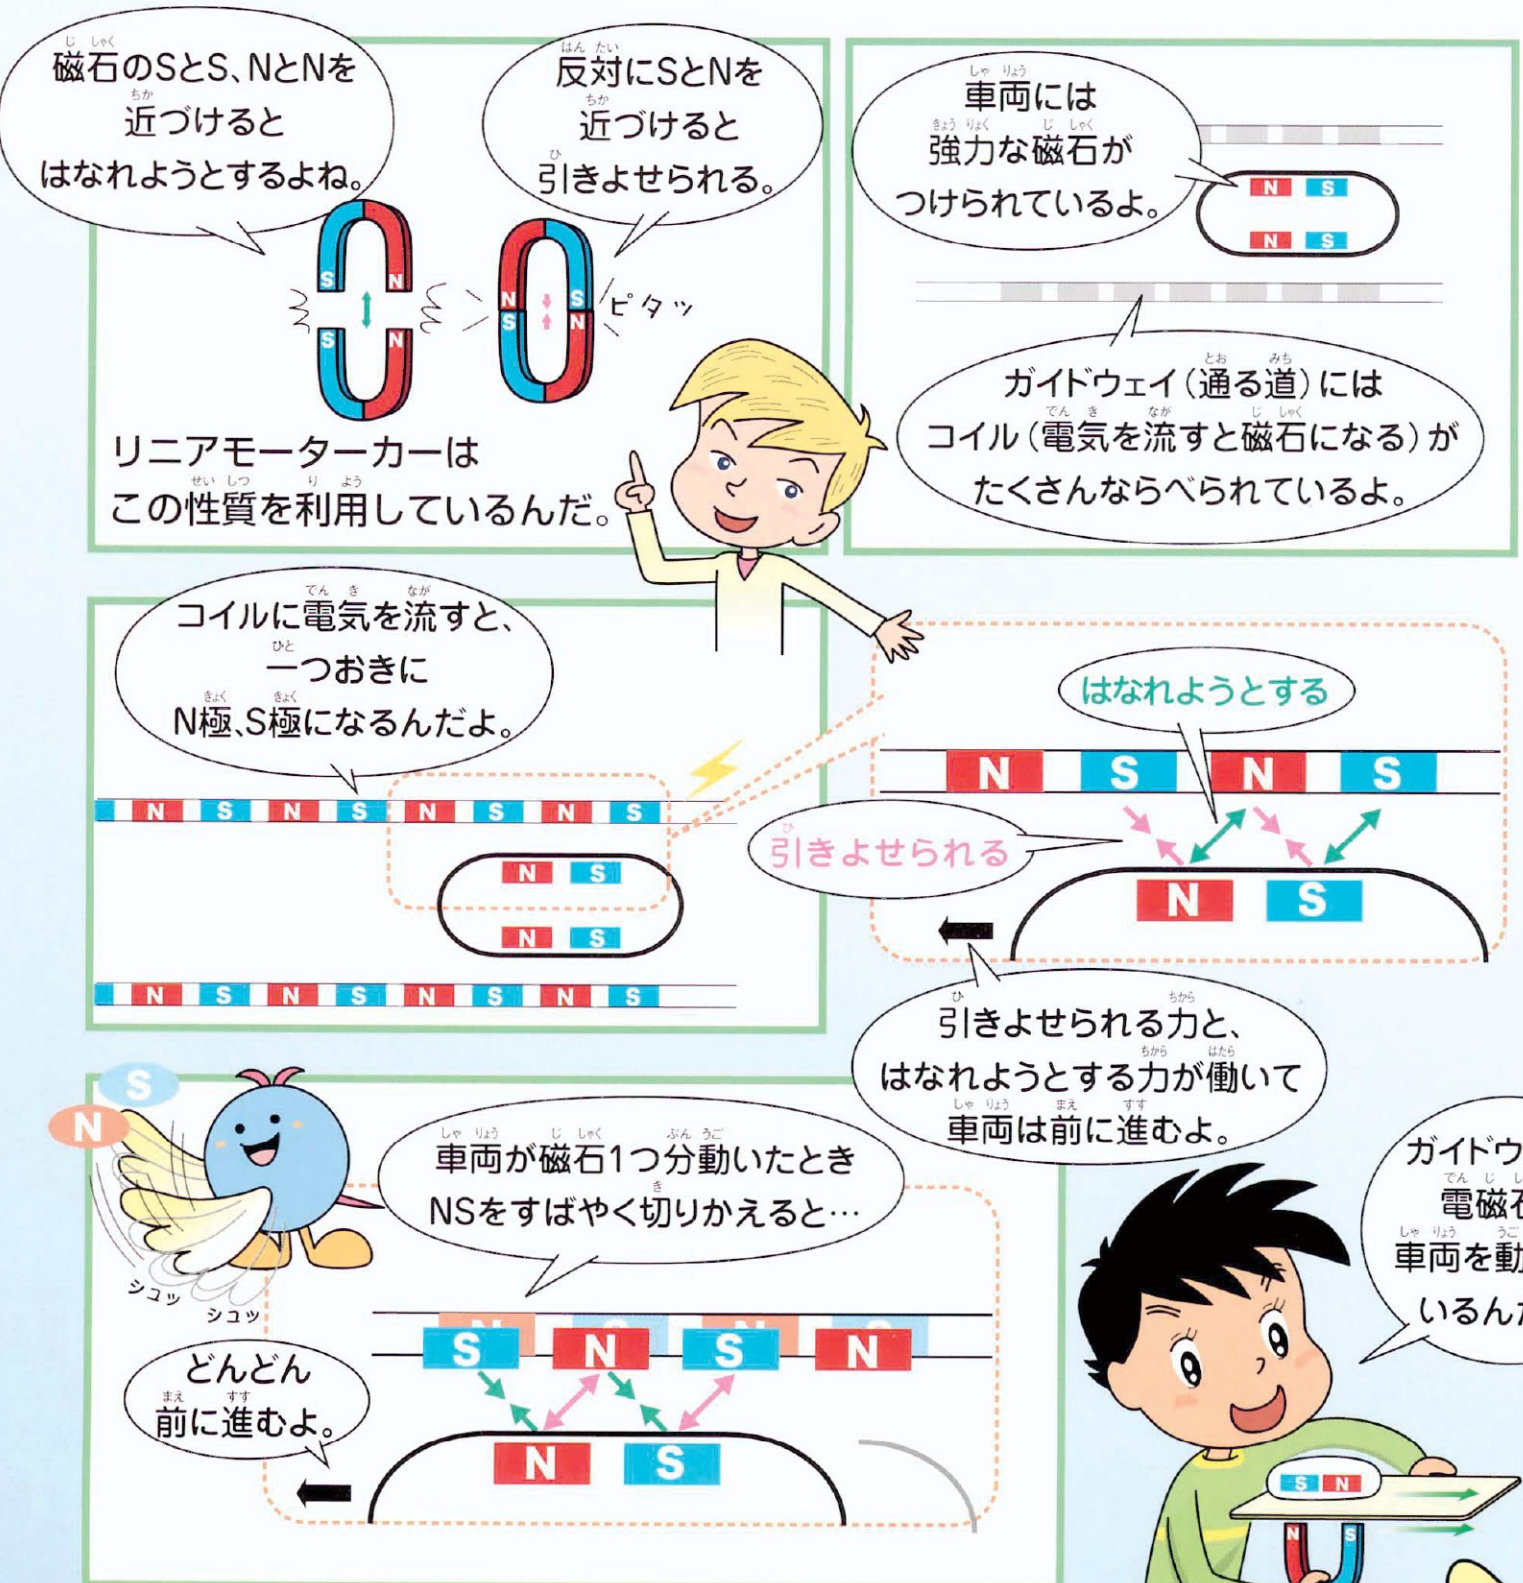 磁石のSとS、NとNを
近づけると
はなれようとするよね。
反対にSとNを
近づけると
引きよせられる。
S N
S N
N S
S N
ピタッ
リニアモーターカーは
この性質を利用しているんだ。
車両には
強力な磁石が
つけられているよ。
N S
N S
ガイドウェイ(通る道)には
コイル(電気を流すと磁石になる)が
たくさんならべられているよ。
コイルに電気を流すと、
一つおきに
N極、S極になるんだよ。
N S N S N S N S
N S
N S
N S N S N S N S
はなれようとする
N S N S
引きよせられる
N S
引きよせられる力と、
はなれようとする力が働いて
車両は前に進むよ。
S
N
シュッ シュッ
車両が磁石1つ分動いたとき
NSをすばやく切りかえると…
S N S N
N S
どんどん
前に進むよ。
ガイドウ
電磁
車両を動
いるん
S N
N S